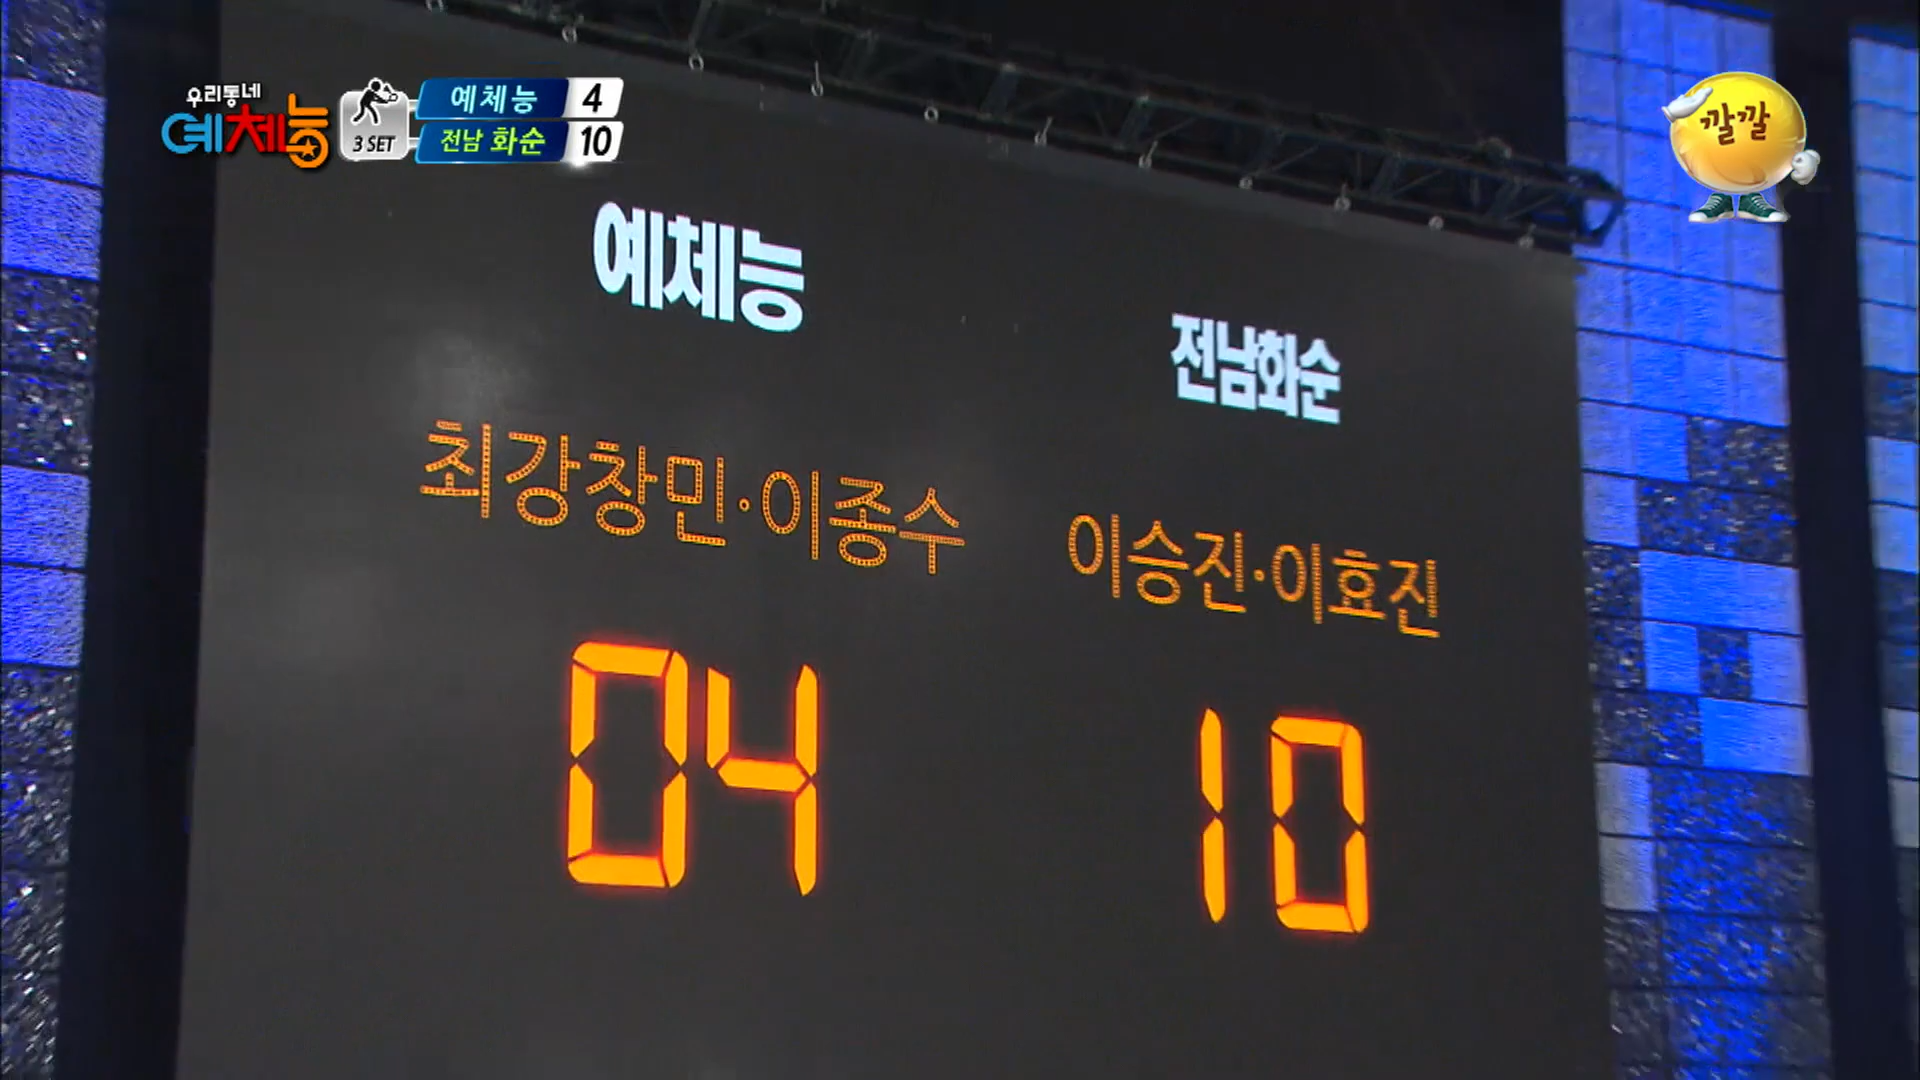 우리동네
예체능
3 SET
예체능 4
전남 화순 10
깔깔
예체능
전남화순
최강창민·이종수
이승진·이효진
04
10